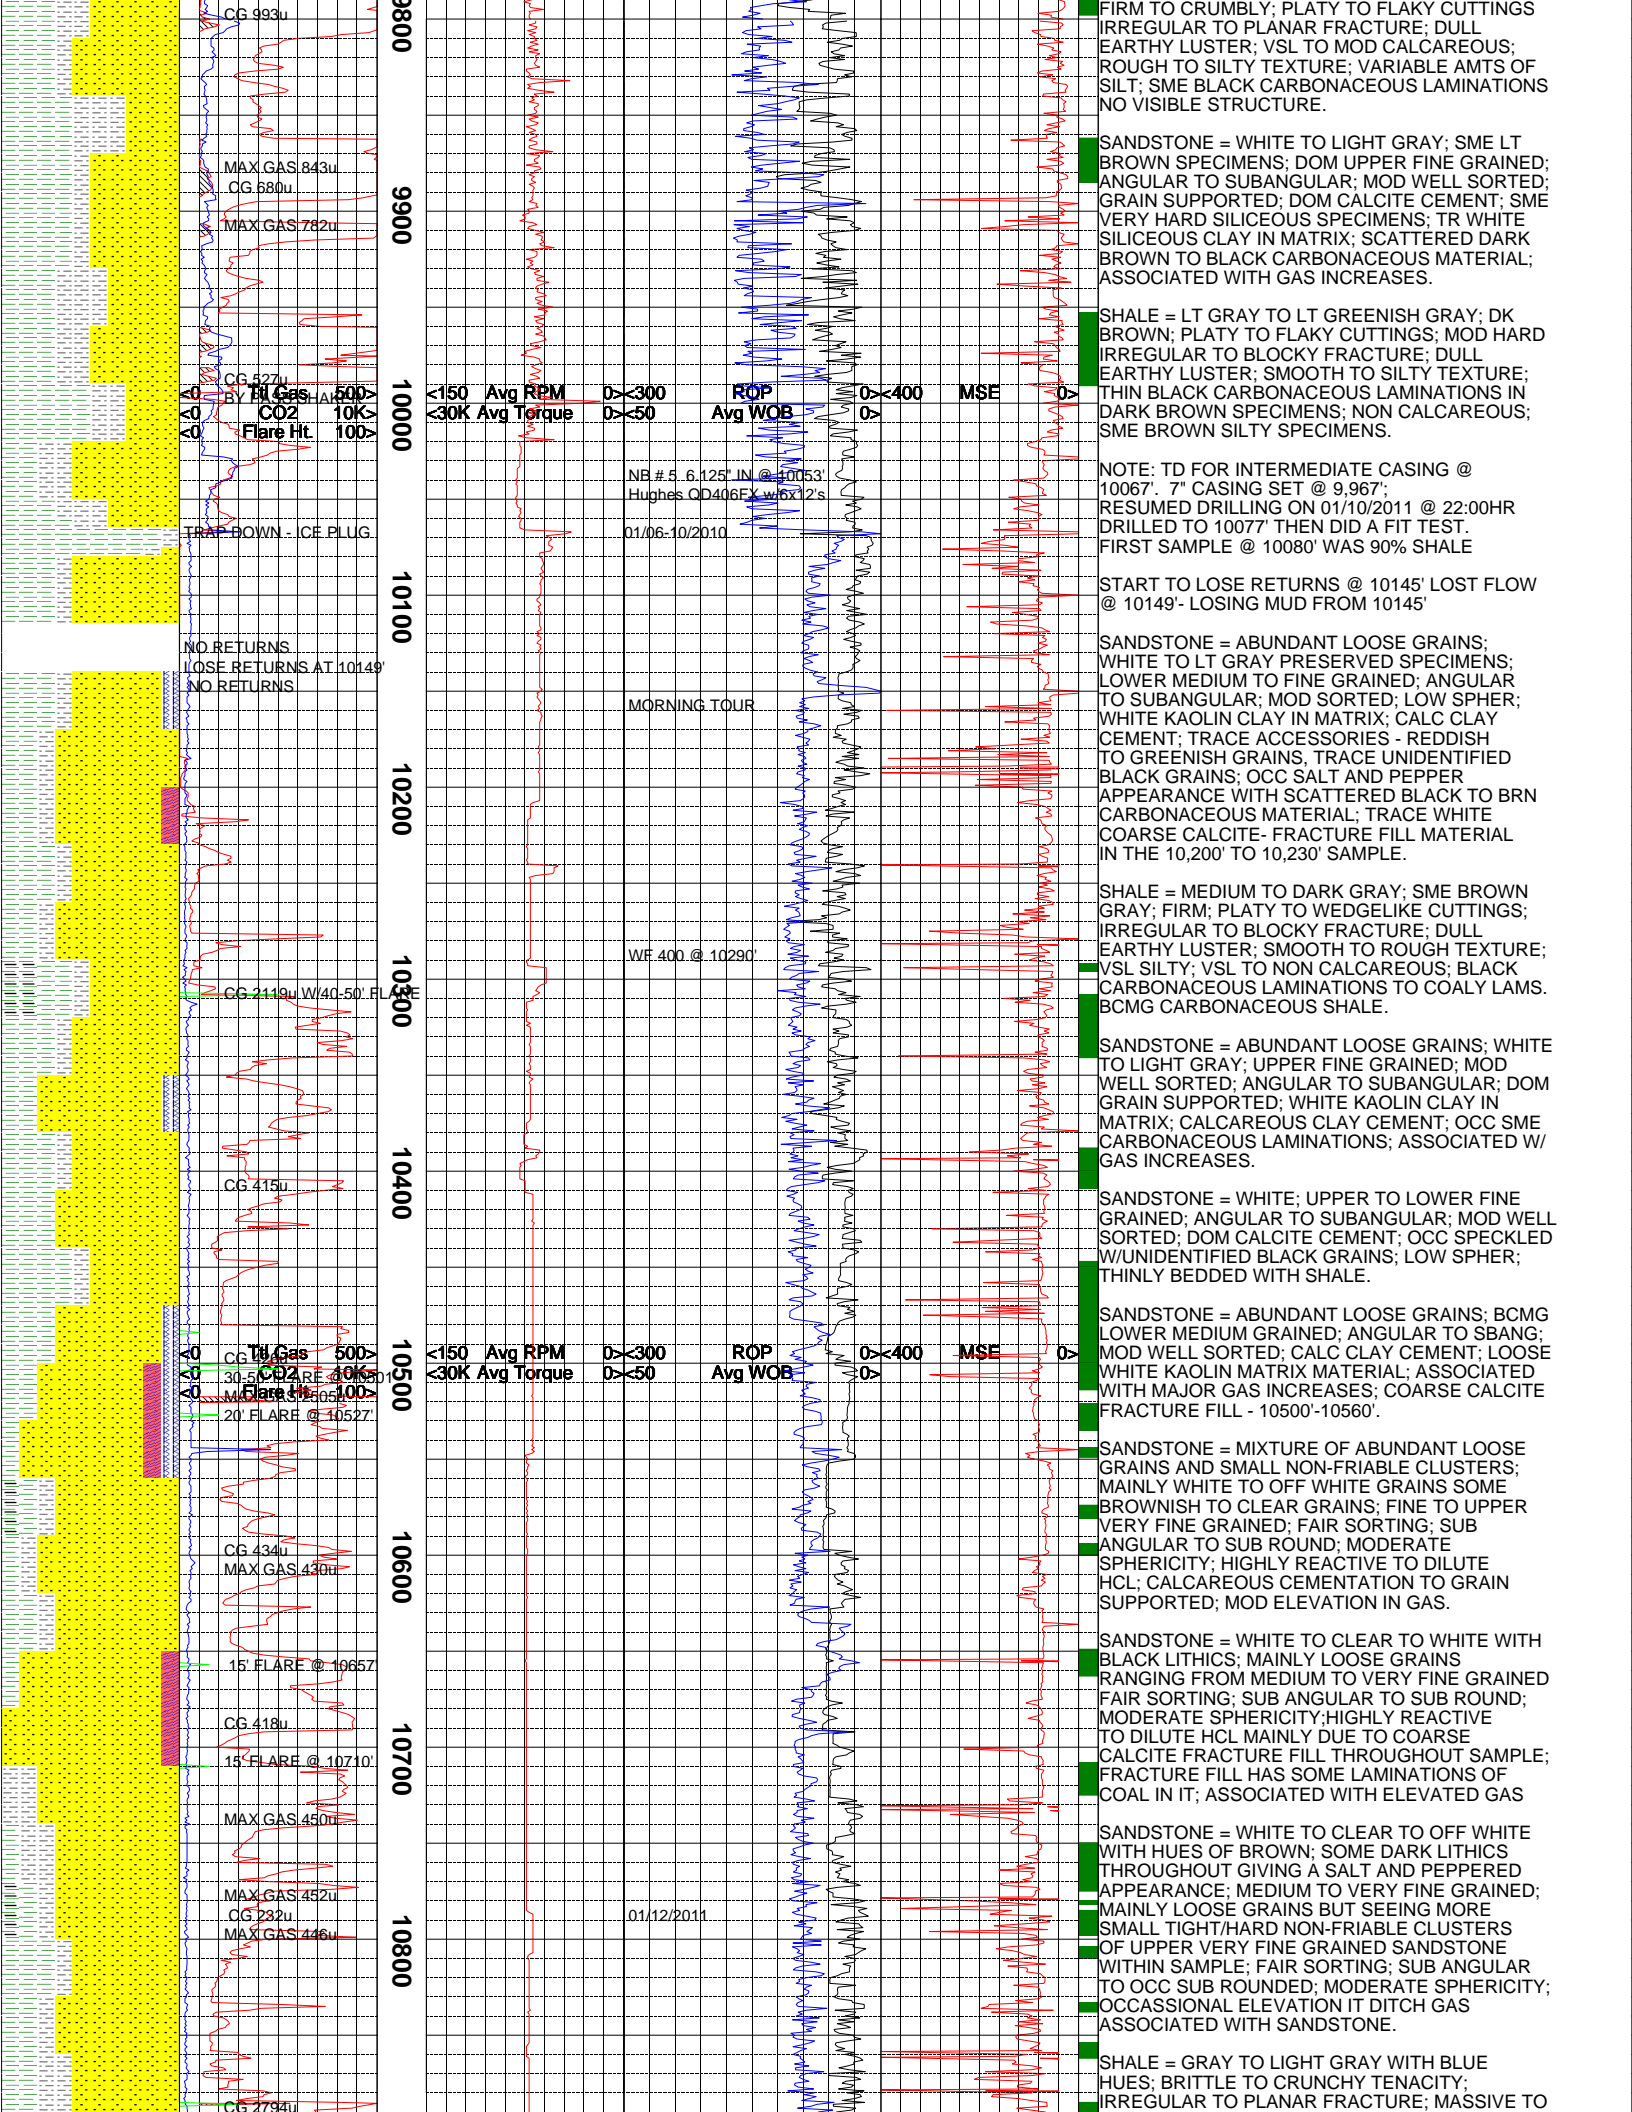 CG 993u
MAX GAS 843u
CG 680u
MAX GAS 782u
CG 527u
<0 Ttl Gas 500>
<0 CO2 10K>
<0 Flare Ht. 100>
TRAP DOWN - ICE PLUG
NO RETURNS
LOSE RETURNS AT 10149'
NO RETURNS
CG 2119u W/40-50' FLARE
CG 415u
<0 Ttl Gas 500>
<0 CO2 10K>
<0 Flare Ht. 100>
20' FLARE @ 10527'
CG 434u
MAX GAS 430u
15' FLARE @ 10657'
CG 418u
15' FLARE @ 10710'
MAX GAS 450u
MAX GAS 452u
CG 232u
MAX GAS 446u
CG 2794u
9800
9900
10000
10100
10200
10300
10400
10500
10600
10700
10800
<150 Avg RPM 0><300 ROP 0><400 MSE 0>
<30K Avg Torque 0><50 Avg WOB 0>
NB # 5 6.125" IN @ 10053'
Hughes QD406FX w/6x12's
01/06-10/2010
MORNING TOUR
WF 400 @ 10290'
<150 Avg RPM 0><300 ROP 0><400 MSE 0>
<30K Avg Torque 0><50 Avg WOB 0>
01/12/2011
FIRM TO CRUMBLY; PLATY TO FLAKY CUTTINGS
IRREGULAR TO PLANAR FRACTURE; DULL
EARTHY LUSTER; VSL TO MOD CALCAREOUS;
ROUGH TO SILTY TEXTURE; VARIABLE AMTS OF
SILT; SME BLACK CARBONACEOUS LAMINATIONS
NO VISIBLE STRUCTURE.
SANDSTONE = WHITE TO LIGHT GRAY; SME LT
BROWN SPECIMENS; DOM UPPER FINE GRAINED;
ANGULAR TO SUBANGULAR; MOD WELL SORTED;
GRAIN SUPPORTED; DOM CALCITE CEMENT; SME
VERY HARD SILICEOUS SPECIMENS; TR WHITE
SILICEOUS CLAY IN MATRIX; SCATTERED DARK
BROWN TO BLACK CARBONACEOUS MATERIAL;
ASSOCIATED WITH GAS INCREASES.
SHALE = LT GRAY TO LT GREENISH GRAY; DK
BROWN; PLATY TO FLAKY CUTTINGS; MOD HARD
IRREGULAR TO BLOCKY FRACTURE; DULL
EARTHY LUSTER; SMOOTH TO SILTY TEXTURE;
THIN BLACK CARBONACEOUS LAMINATIONS IN
DARK BROWN SPECIMENS; NON CALCAREOUS;
SME BROWN SILTY SPECIMENS.
NOTE: TD FOR INTERMEDIATE CASING @
10067'. 7" CASING SET @ 9,967';
RESUMED DRILLING ON 01/10/2011 @ 22:00HR
DRILLED TO 10077' THEN DID A FIT TEST.
FIRST SAMPLE @ 10080' WAS 90% SHALE
START TO LOSE RETURNS @ 10145' LOST FLOW
@ 10149'- LOSING MUD FROM 10145'
SANDSTONE = ABUNDANT LOOSE GRAINS;
WHITE TO LT GRAY PRESERVED SPECIMENS;
LOWER MEDIUM TO FINE GRAINED; ANGULAR
TO SUBANGULAR; MOD SORTED; LOW SPHER;
WHITE KAOLIN CLAY IN MATRIX; CALC CLAY
CEMENT; TRACE ACCESSORIES - REDDISH
TO GREENISH GRAINS, TRACE UNIDENTIFIED
BLACK GRAINS; OCC SALT AND PEPPER
APPEARANCE WITH SCATTERED BLACK TO BRN
CARBONACEOUS MATERIAL; TRACE WHITE
COARSE CALCITE- FRACTURE FILL MATERIAL
IN THE 10,200' TO 10,230' SAMPLE.
SHALE = MEDIUM TO DARK GRAY; SME BROWN
GRAY; FIRM; PLATY TO WEDGELIKE CUTTINGS;
IRREGULAR TO BLOCKY FRACTURE; DULL
EARTHY LUSTER; SMOOTH TO ROUGH TEXTURE;
VSL SILTY; VSL TO NON CALCAREOUS; BLACK
CARBONACEOUS LAMINATIONS TO COALY LAMS.
BCMG CARBONACEOUS SHALE.
SANDSTONE = ABUNDANT LOOSE GRAINS; WHITE
TO LIGHT GRAY; UPPER FINE GRAINED; MOD
WELL SORTED; ANGULAR TO SUBANGULAR; DOM
GRAIN SUPPORTED; WHITE KAOLIN CLAY IN
MATRIX; CALCAREOUS CLAY CEMENT; OCC SME
CARBONACEOUS LAMINATIONS; ASSOCIATED W/
GAS INCREASES.
SANDSTONE = WHITE; UPPER TO LOWER FINE
GRAINED; ANGULAR TO SUBANGULAR; MOD WELL
SORTED; DOM CALCITE CEMENT; OCC SPECKLED
W/UNIDENTIFIED BLACK GRAINS; LOW SPHER;
THINLY BEDDED WITH SHALE.
SANDSTONE = ABUNDANT LOOSE GRAINS; BCMG
LOWER MEDIUM GRAINED; ANGULAR TO SBANG;
MOD WELL SORTED; CALC CLAY CEMENT; LOOSE
WHITE KAOLIN MATRIX MATERIAL; ASSOCIATED
WITH MAJOR GAS INCREASES; COARSE CALCITE
FRACTURE FILL - 10500'-10560'.
SANDSTONE = MIXTURE OF ABUNDANT LOOSE
GRAINS AND SMALL NON-FRIABLE CLUSTERS;
MAINLY WHITE TO OFF WHITE GRAINS SOME
BROWNISH TO CLEAR GRAINS; FINE TO UPPER
VERY FINE GRAINED; FAIR SORTING; SUB
ANGULAR TO SUB ROUND; MODERATE
SPHERICITY; HIGHLY REACTIVE TO DILUTE
HCL; CALCAREOUS CEMENTATION TO GRAIN
SUPPORTED; MOD ELEVATION IN GAS.
SANDSTONE = WHITE TO CLEAR TO WHITE WITH
BLACK LITHICS; MAINLY LOOSE GRAINS
RANGING FROM MEDIUM TO VERY FINE GRAINED
FAIR SORTING; SUB ANGULAR TO SUB ROUND;
MODERATE SPHERICITY;HIGHLY REACTIVE
TO DILUTE HCL MAINLY DUE TO COARSE
CALCITE FRACTURE FILL THROUGHOUT SAMPLE;
FRACTURE FILL HAS SOME LAMINATIONS OF
COAL IN IT; ASSOCIATED WITH ELEVATED GAS
SANDSTONE = WHITE TO CLEAR TO OFF WHITE
WITH HUES OF BROWN; SOME DARK LITHICS
THROUGHOUT GIVING A SALT AND PEPPERED
APPEARANCE; MEDIUM TO VERY FINE GRAINED;
MAINLY LOOSE GRAINS BUT SEEING MORE
SMALL TIGHT/HARD NON-FRIABLE CLUSTERS
OF UPPER VERY FINE GRAINED SANDSTONE
WITHIN SAMPLE; FAIR SORTING; SUB ANGULAR
TO OCC SUB ROUNDED; MODERATE SPHERICITY;
OCCASSIONAL ELEVATION IT DITCH GAS
ASSOCIATED WITH SANDSTONE.
SHALE = GRAY TO LIGHT GRAY WITH BLUE
HUES; BRITTLE TO CRUNCHY TENACITY;
IRREGULAR TO PLANAR FRACTURE; MASSIVE TO